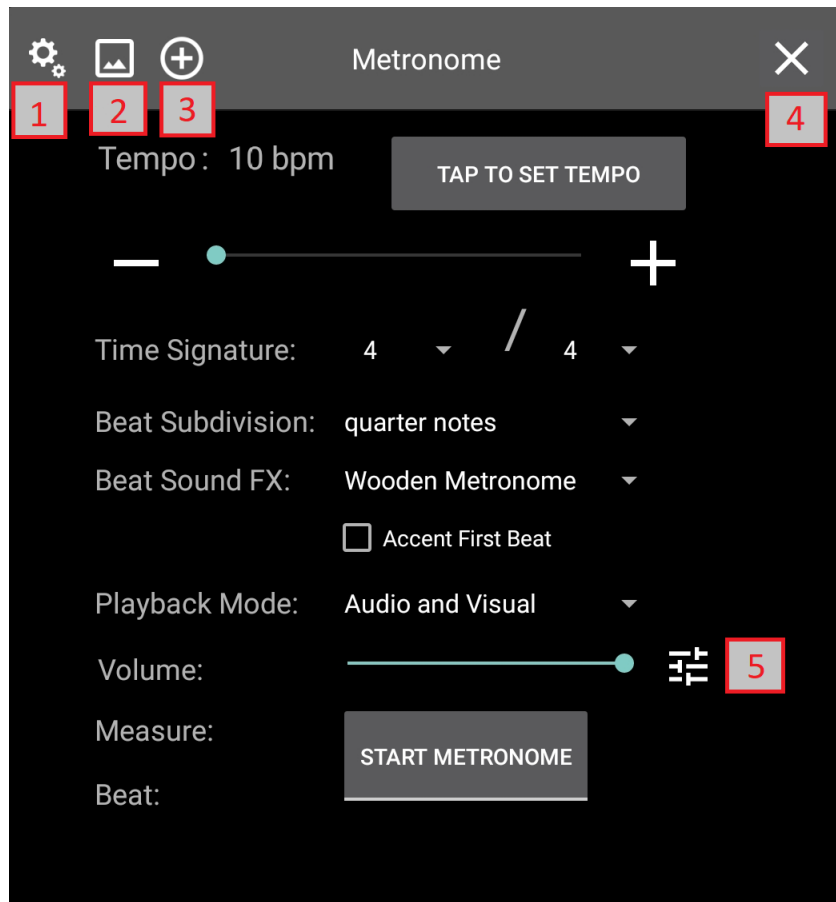 Metronome
1 2 3 4
Tempo : 10 bpm TAP TO SET TEMPO
Time Signature: 4 / 4
Beat Subdivision: quarter notes
Beat Sound FX: Wooden Metronome
Accent First Beat
Playback Mode: Audio and Visual
Volume: 5
Measure:
START METRONOME
Beat: